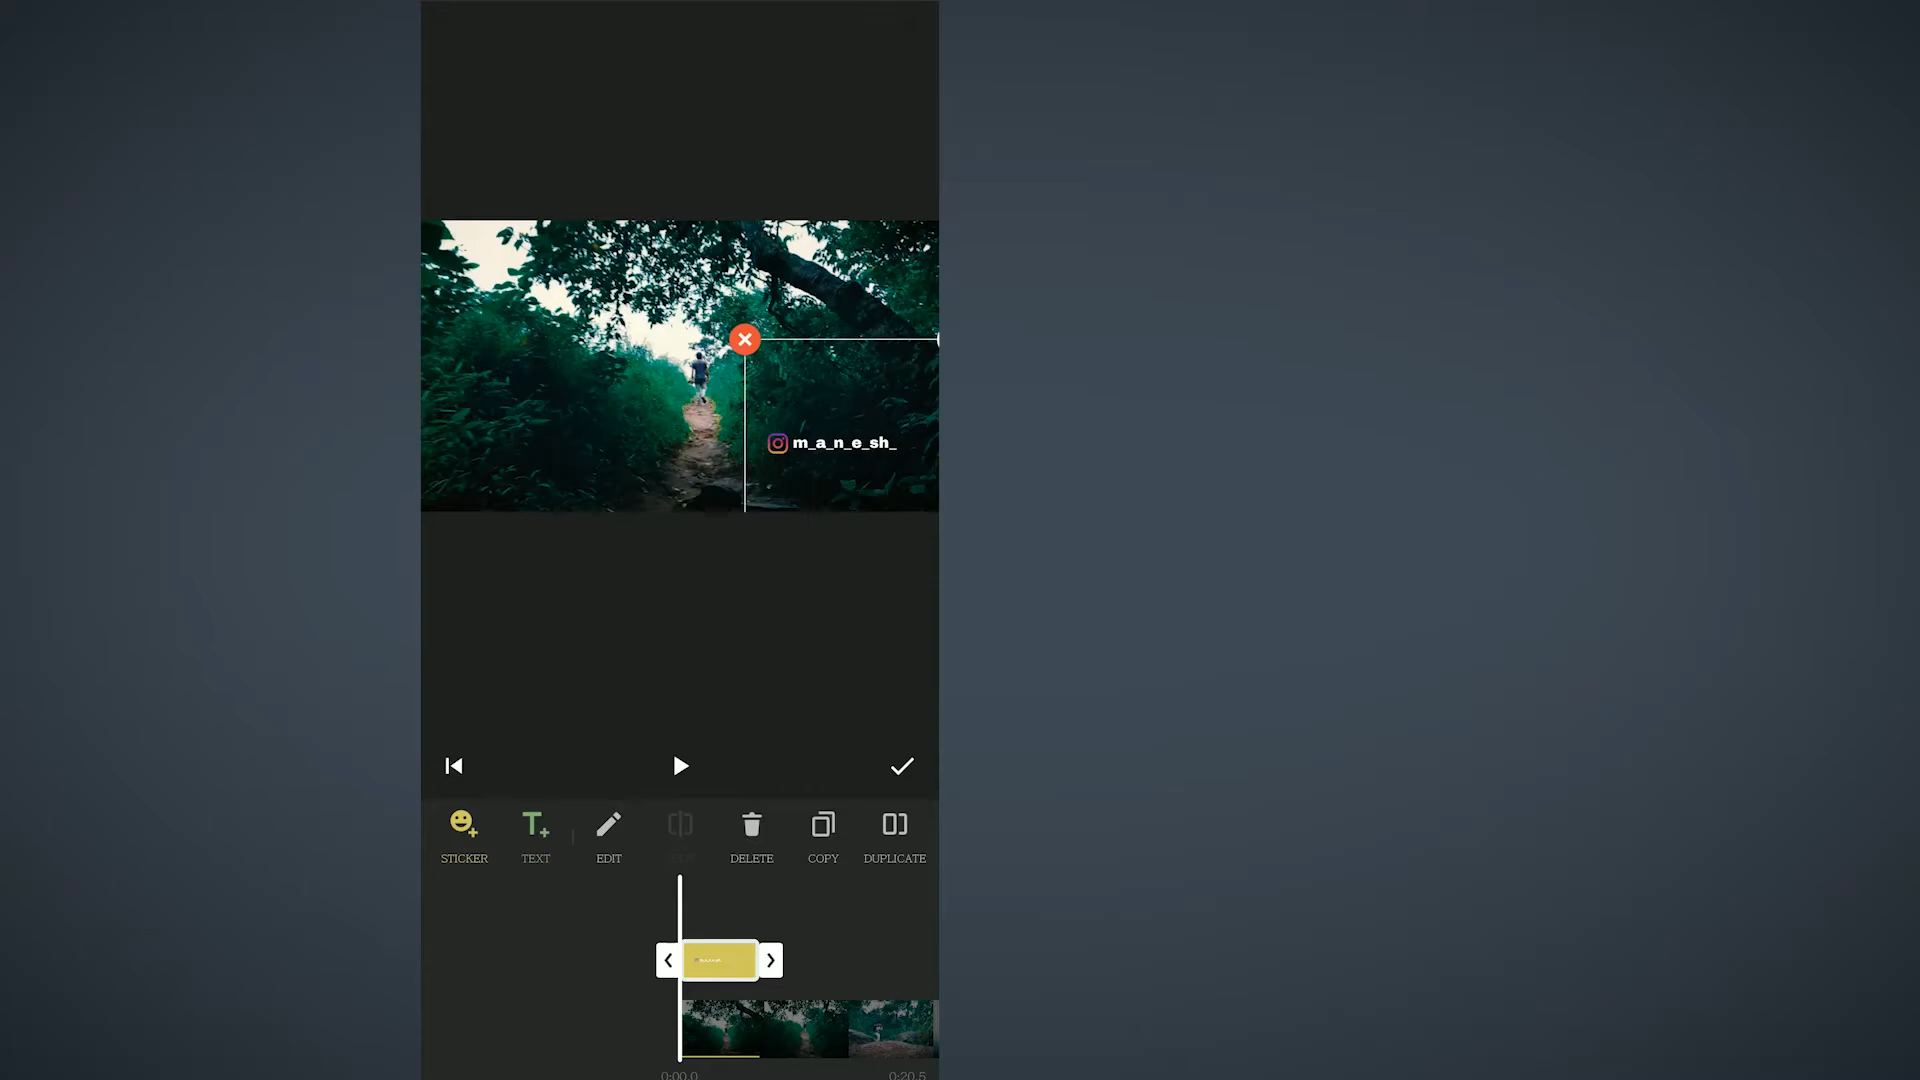 m_a_n_e_sh_
STICKER
TEXT
EDIT
DELETE
COPY
DUPLICATE
0:00.0
0:20.5